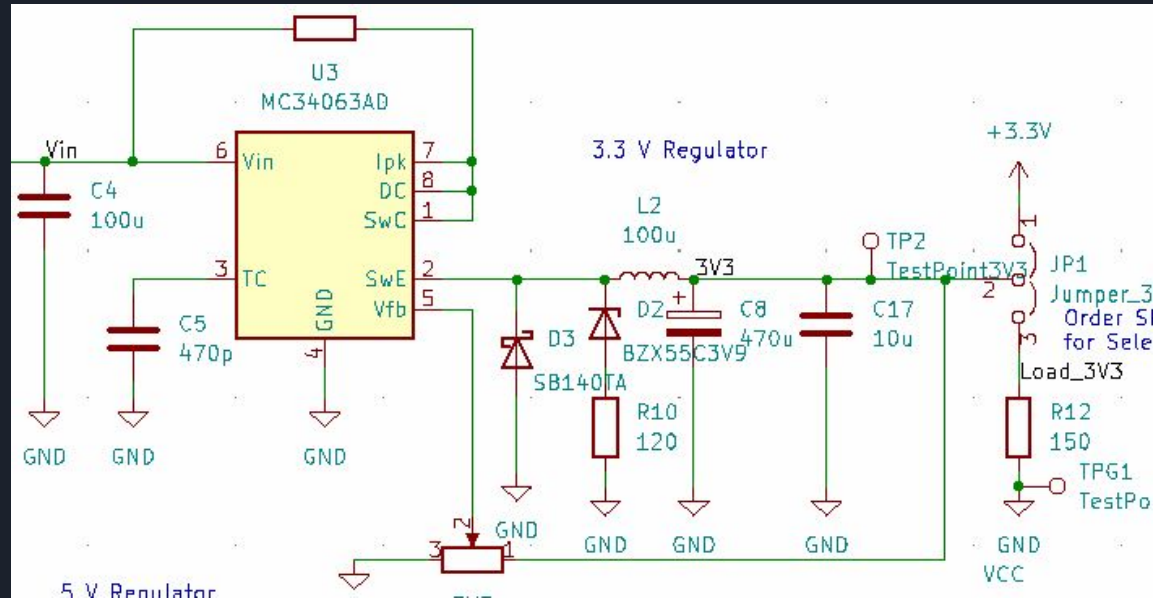 U3
MC34063AD
Vin
6
Vin
Ipk
7
DC
8
SwC
1
3
TC
SwE
2
Vfb
5
GND
4
C4
100u
C5
470p
GND
GND
GND
3.3 V Regulator
L2
100u
3V3
TP2
TestPoint3V3
+3.3V
1
2
3
JP1
Jumper_3
Order
for Sele
Load_3V3
D3
SB140TA
D2
BZX55C3V9
C8
470u
C17
10u
R10
120
R12
150
TPG1
TestPo
GND
GND
GND
GND
GND
VCC
2
3
1
5 V Regulator